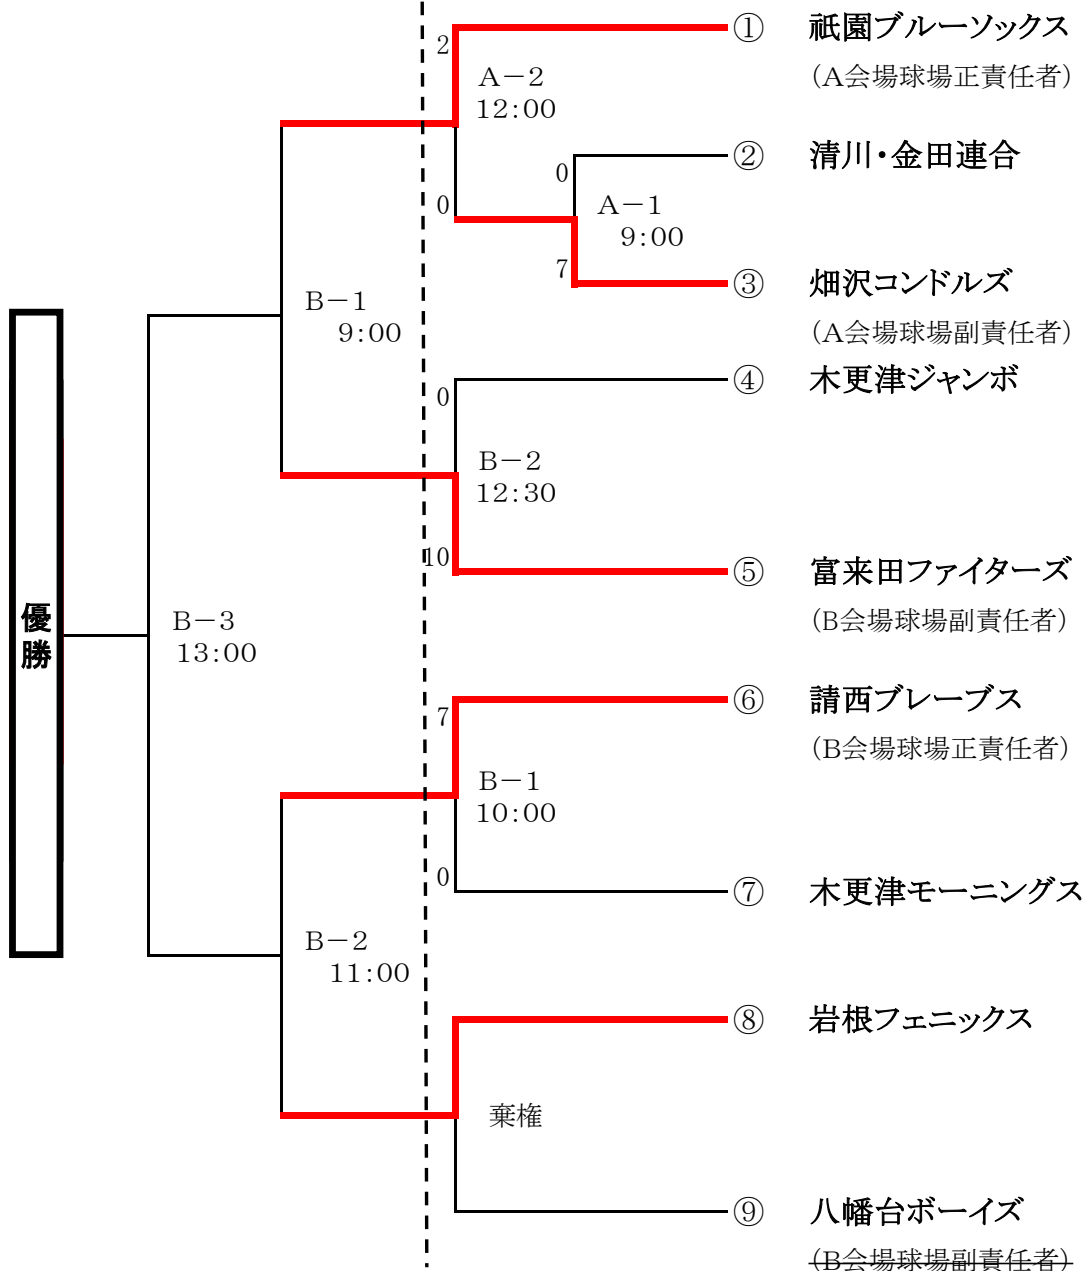 ① 祇園ブルーソックス
2
A－2
(A会場球場正責任者)
12:00
② 清川・金田連合
0
0
A－1
9:00
7
③ 畑沢コンドルズ
B－1
9:00
(A会場球場副責任者)
④ 木更津ジャンボ
0
B－2
12:30
10
⑤ 富来田ファイターズ
優勝
B－3
13:00
(B会場球場副責任者)
⑥ 請西ブレーブス
7
(B会場球場正責任者)
B－1
10:00
0
⑦ 木更津モーニングス
B－2
11:00
⑧ 岩根フェニックス
棄権
⑨ 八幡台ボーイズ
(B会場球場副責任者)